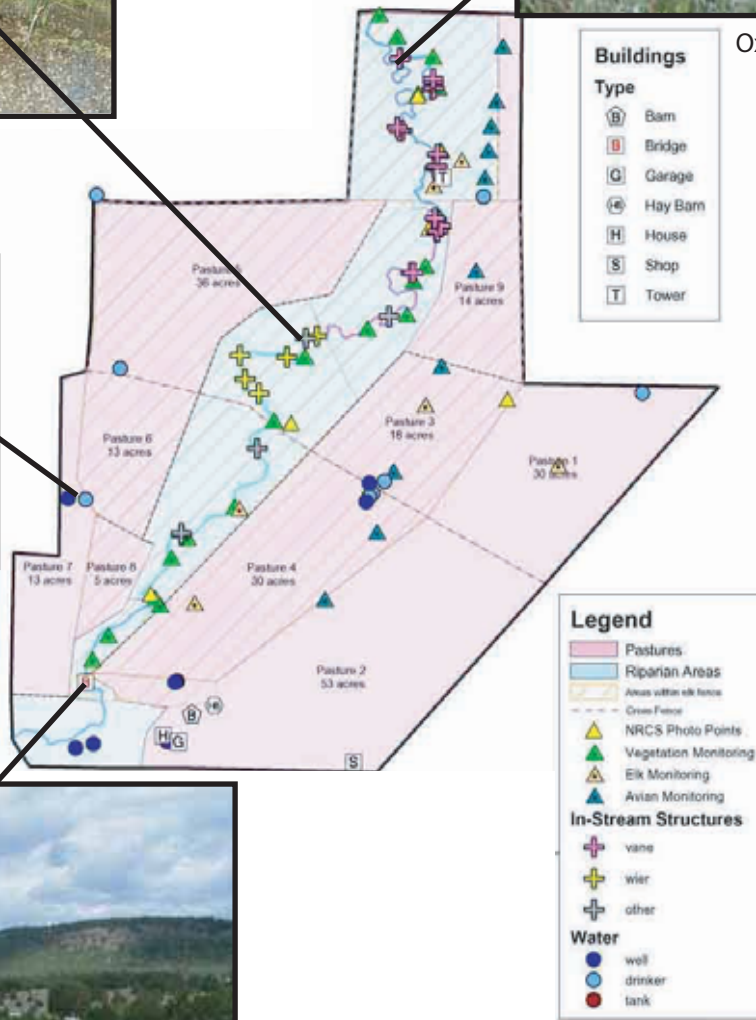 Buildings
Type
B Barn
B Bridge
G Garage
HB Hay Barn
H House
S Shop
T Tower
T
Pasture 5
36 acres
Pasture 9
14 acres
Pasture 3
16 acres
Pasture 6
13 acres
Pasture 1
30 acres
Pasture 7
13 acres
Pasture 8
5 acres
Pasture 4
30 acres
Pasture 2
53 acres
B
B
HB
H
G
S
Legend
Pastures
Riparian Areas
Areas within elk fence
Cross Fence
NRCS Photo Points
Vegetation Monitoring
Elk Monitoring
Avian Monitoring
In-Stream Structures
vane
wier
other
Water
well
drinker
tank